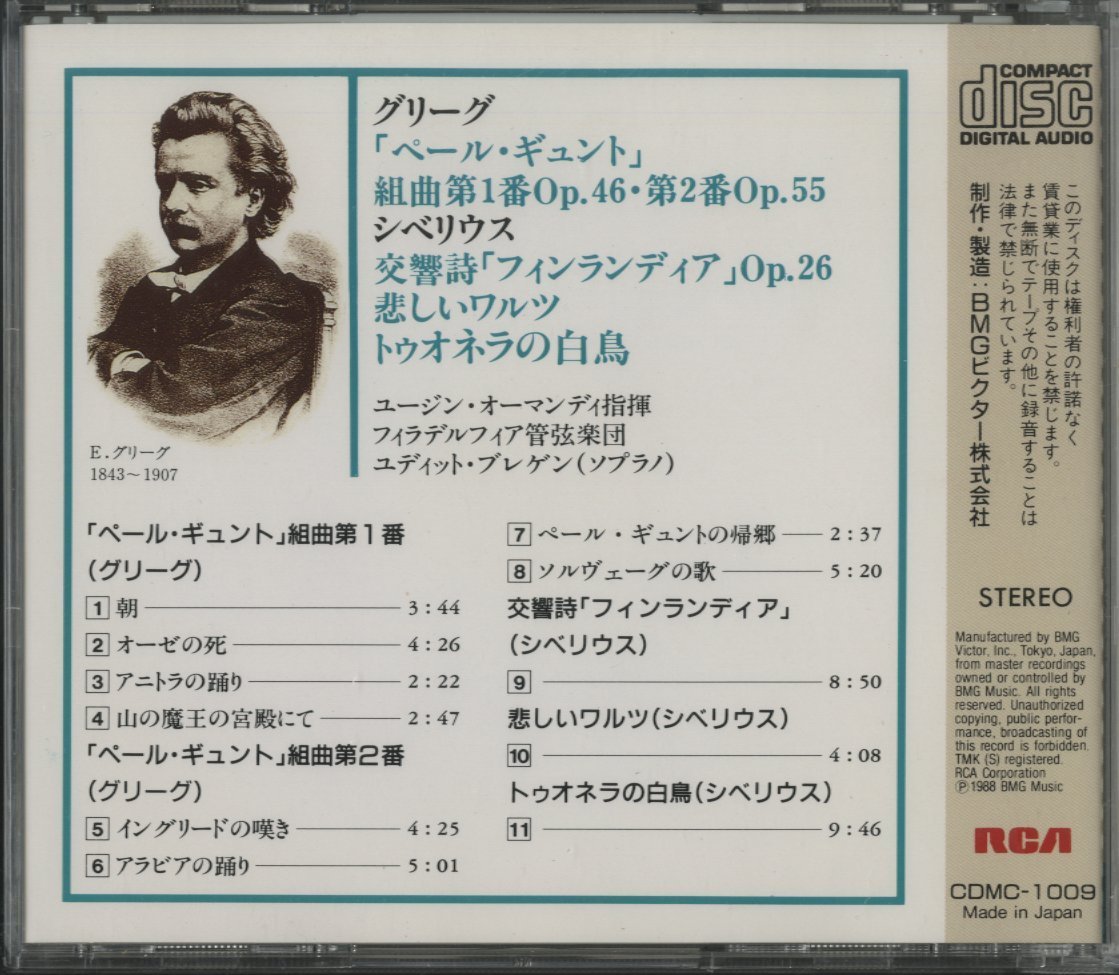 グリーグ
「ペール・ギュント」
組曲第1番Op.46・第2番Op.55
シベリウス
交響詩「フィンランディア」Op.26
悲しいワルツ
トゥオネラの白鳥
ユージン・オーマンディ指揮
フィラデルフィア管弦楽団
ユディット・ブレゲン(ソプラノ)
E.グリーグ
1843〜1907
「ペール・ギュント」組曲第1番
(グリーグ)
1 朝 3:44
2 オーゼの死 4:26
3 アニトラの踊り 2:22
4 山の魔王の宮殿にて 2:47
「ペール・ギュント」組曲第2番
(グリーグ)
5 イングリードの嘆き 4:25
6 アラビアの踊り 5:01
7 ペール・ギュントの帰郷 2:37
8 ソルヴェーグの歌 5:20
交響詩「フィンランディア」
(シベリウス)
9 8:50
悲しいワルツ(シベリウス)
10 4:08
トゥオネラの白鳥(シベリウス)
11 9:46
COMPACT
disc
DIGITAL AUDIO
このディスクは権利者の許諾なく
賃貸業に使用することを禁じます。
また無断でテープその他に録音することは
法律で禁じられています。
制作・製造:BMGビクター株式会社
STEREO
Manufactured by BMG
Victor, Inc., Tokyo, Japan,
from master recordings
owned or controlled by
BMG Music. All rights
reserved. Unauthorized
copying, public perfor-
mance, broadcasting of
this record is forbidden.
TMK (S) registered.
RCA Corporation
Ⓟ1988 BMG Music
RCA
CDMC-1009
Made in Japan